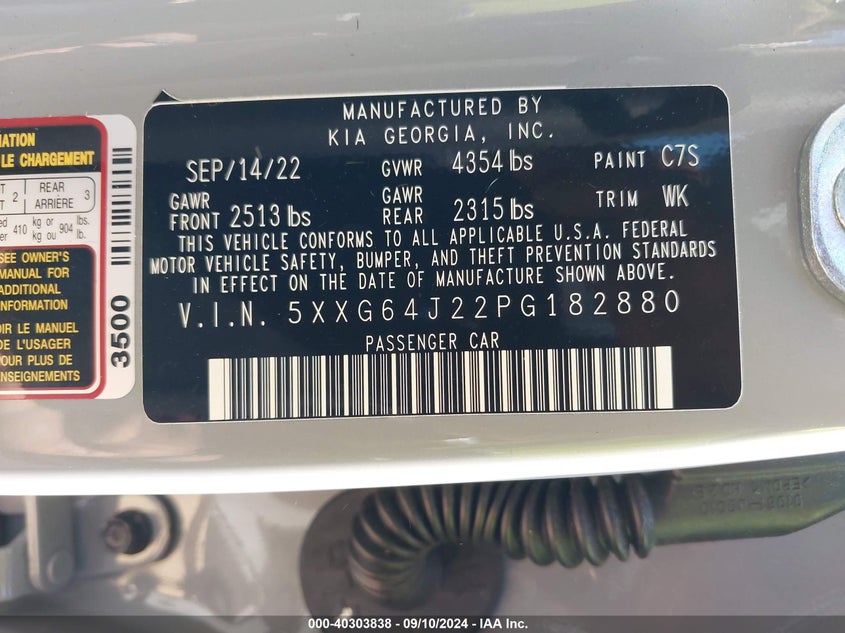 MANUFACTURED BY
KIA GEORGIA, INC.
SEP/14/22 GVWR 4354 lbs PAINT C7S
GAWR FRONT 2513 lbs GAWR REAR 2315 lbs TRIM WK
THIS VEHICLE CONFORMS TO ALL APPLICABLE U.S.A. FEDERAL
MOTOR VEHICLE SAFETY, BUMPER, AND THEFT PREVENTION STANDARDS
IN EFFECT ON THE DATE OF MANUFACTURE SHOWN ABOVE.
V.I.N. 5XXG64J22PG182880
PASSENGER CAR
LE CHARGEMENT
2 REAR ARRIÈRE 3
410 kg or kg ou 904 lbs. lb.
SEE OWNER'S
MANUAL FOR
ADDITIONAL
INFORMATION
LE MANUEL
DE L'USAGER
POUR PLUS DE
3500
000-40303838 - 09/10/2024 - IAA Inc.